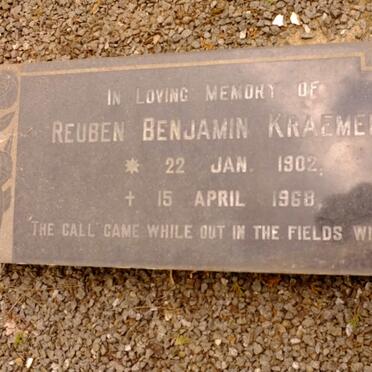 IN LOVING MEMORY OF
REUBEN BENJAMIN KRAEME
* 22 JAN. 1902,
† 15 APRIL 1968,
THE CALL CAME WHILE OUT IN THE FIELDS WI